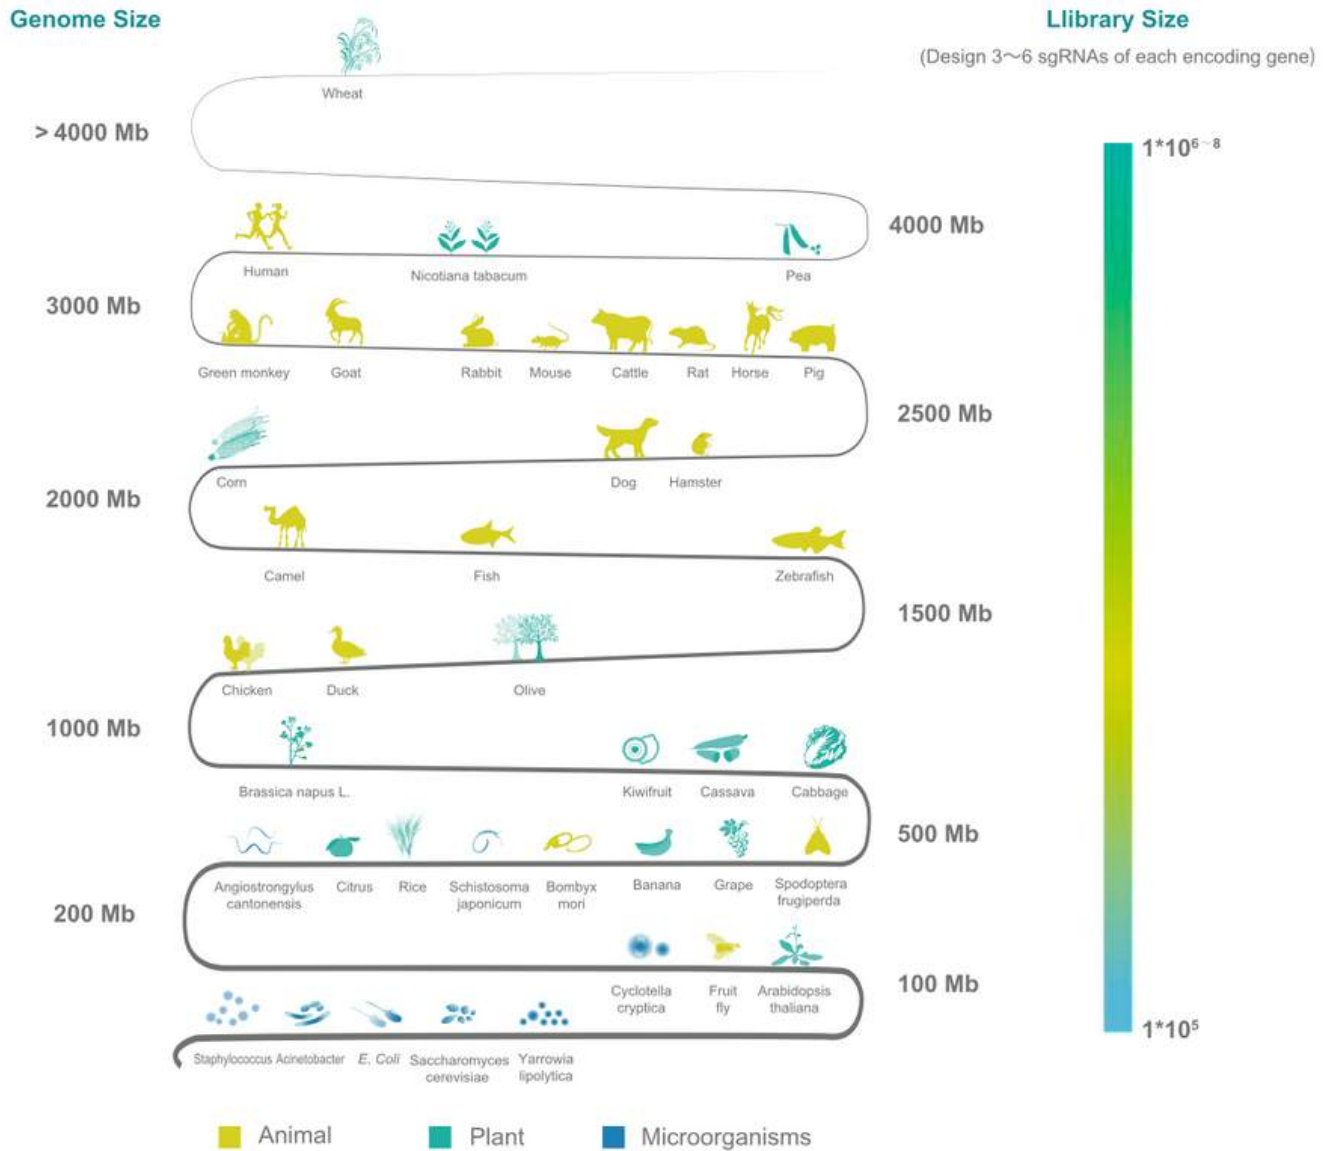 Genome Size
Llibrary Size
(Design 3～6 sgRNAs of each encoding gene)
Wheat
> 4000 Mb
1*10⁶~⁸
4000 Mb
Human
Nicotiana tabacum
Pea
3000 Mb
Green monkey
Goat
Rabbit
Mouse
Cattle
Rat
Horse
Pig
2500 Mb
Corn
Dog
Hamster
2000 Mb
Camel
Fish
Zebrafish
1500 Mb
Chicken
Duck
Olive
1000 Mb
Brassica napus L.
Kiwifruit
Cassava
Cabbage
500 Mb
Angiostrongylus
cantonensis
Citrus
Rice
Schistosoma
japonicum
Bombyx
mori
Banana
Grape
Spodoptera
frugiperda
200 Mb
Cyclotella
cryptica
Fruit
fly
Arabidopsis
thaliana
100 Mb
1*10⁵
Staphylococcus
Acinetobacter
E. Coli
Saccharomyces
cerevisiae
Yarrowia
lipolytica
Animal
Plant
Microorganisms